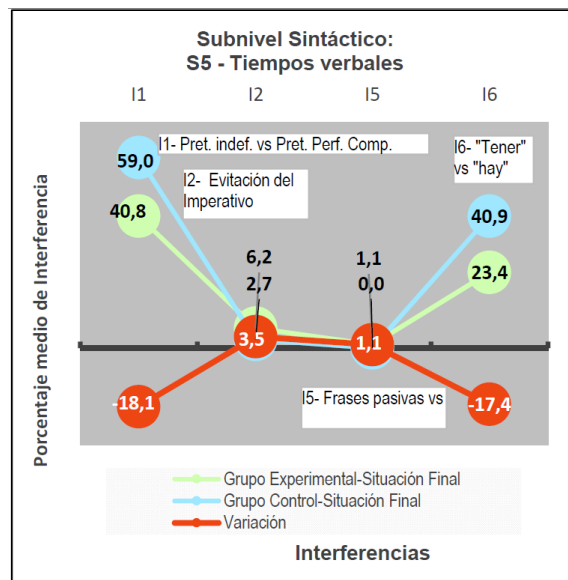 Subnivel Sintáctico:
S5 - Tiempos verbales
I1 I2 I5 I6
I1- Pret. indef. vs Pret. Perf. Comp.
I6- "Tener"
vs "hay"
I2- Evitación del
Imperativo
59,0
40,8
6,2
2,7
1,1
0,0
40,9
23,4
3,5
1,1
-18,1
-17,4
I5- Frases pasivas vs
Porcentaje medio de Interferencia
Grupo Experimental-Situación Final
Grupo Control-Situación Final
Variación
Interferencias